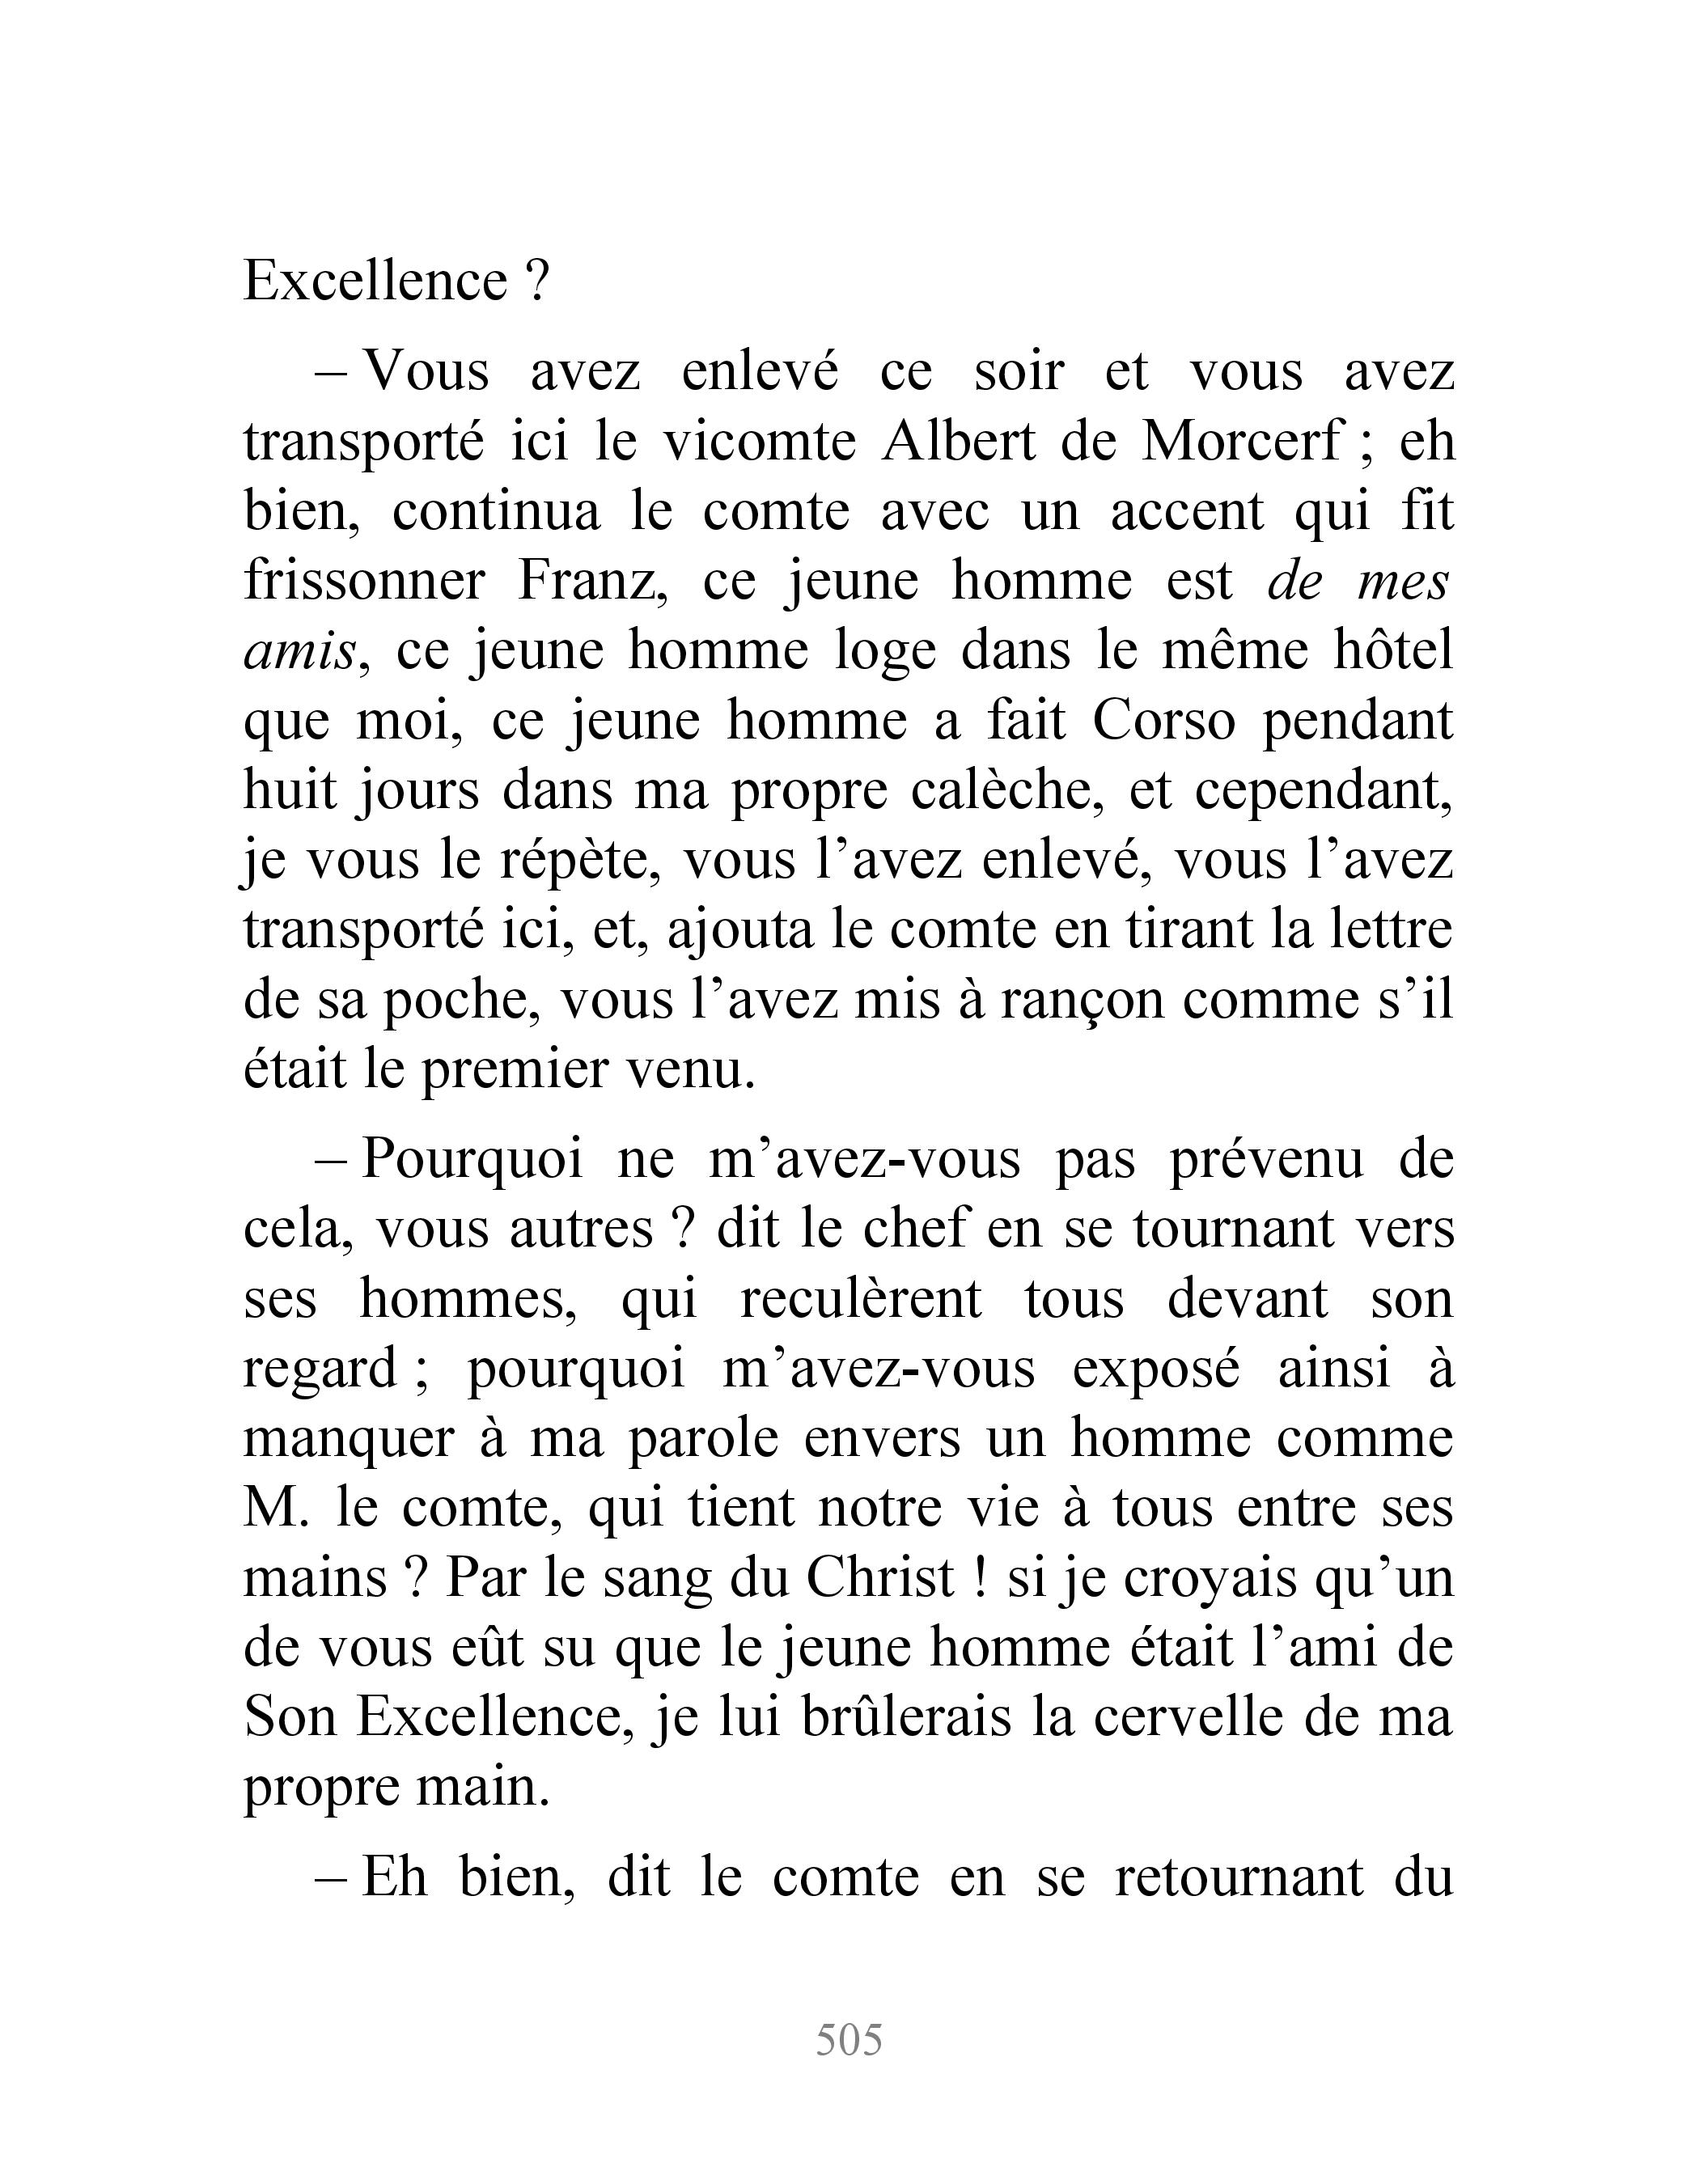 Excellence ?
– Vous avez enlevé ce soir et vous avez
transporté ici le vicomte Albert de Morcerf ; eh
bien, continua le comte avec un accent qui fit
frissonner Franz, ce jeune homme est de mes
amis, ce jeune homme loge dans le même hôtel
que moi, ce jeune homme a fait Corso pendant
huit jours dans ma propre calèche, et cependant,
je vous le répète, vous l’avez enlevé, vous l’avez
transporté ici, et, ajouta le comte en tirant la lettre
de sa poche, vous l’avez mis à rançon comme s’il
était le premier venu.
– Pourquoi ne m’avez-vous pas prévenu de
cela, vous autres ? dit le chef en se tournant vers
ses hommes, qui reculèrent tous devant son
regard ; pourquoi m’avez-vous exposé ainsi à
manquer à ma parole envers un homme comme
M. le comte, qui tient notre vie à tous entre ses
mains ? Par le sang du Christ ! si je croyais qu’un
de vous eût su que le jeune homme était l’ami de
Son Excellence, je lui brûlerais la cervelle de ma
propre main.
– Eh bien, dit le comte en se retournant du
505